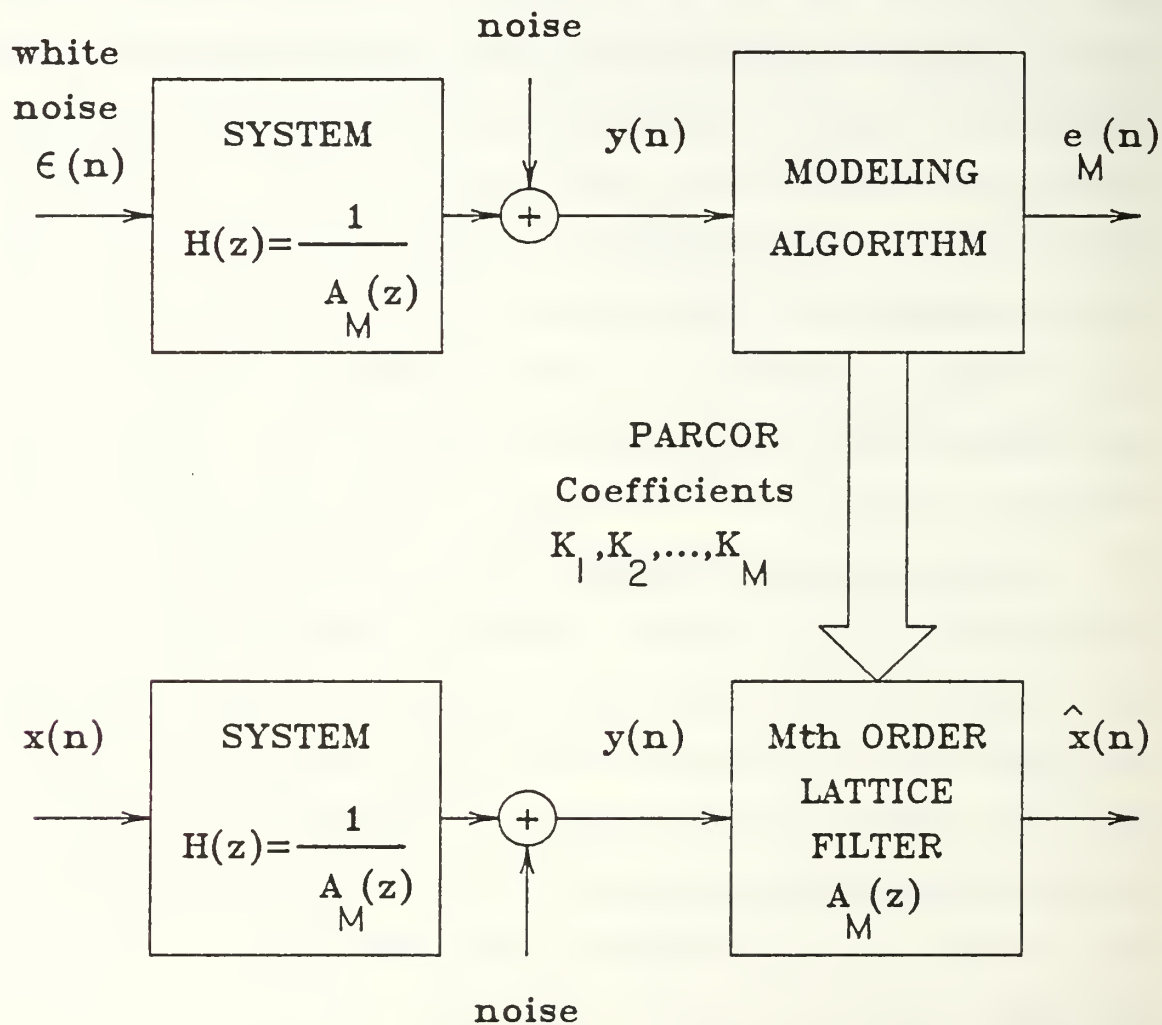 white
noise
∈(n)
SYSTEM
H(z)=1/A_M(z)
noise
+
y(n)
MODELING
ALGORITHM
e_M(n)
PARCOR
Coefficients
K_1,K_2,...,K_M
x(n)
SYSTEM
H(z)=1/A_M(z)
+
noise
y(n)
Mth ORDER
LATTICE
FILTER
A_M(z)
x̂(n)